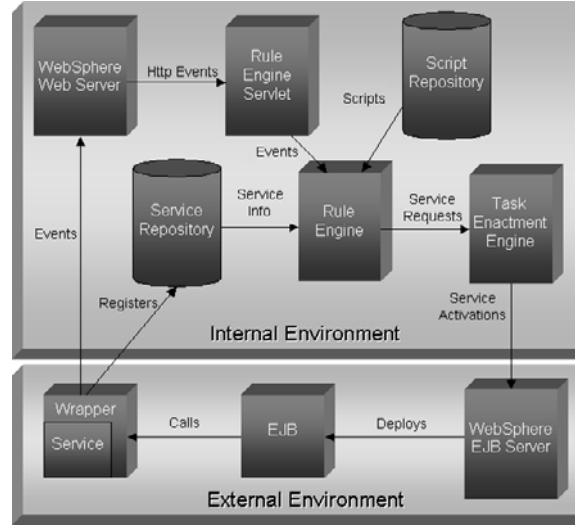 WebSphere
Web Server
Http Events
Rule
Engine
Servlet
Script
Repository
Scripts
Events
Service
Repository
Service
Info
Rule
Engine
Service
Requests
Task
Enactment
Engine
Events
Registers
Service
Activations
Internal Environment
Wrapper
Service
Calls
EJB
Deploys
WebSphere
EJB Server
External Environment